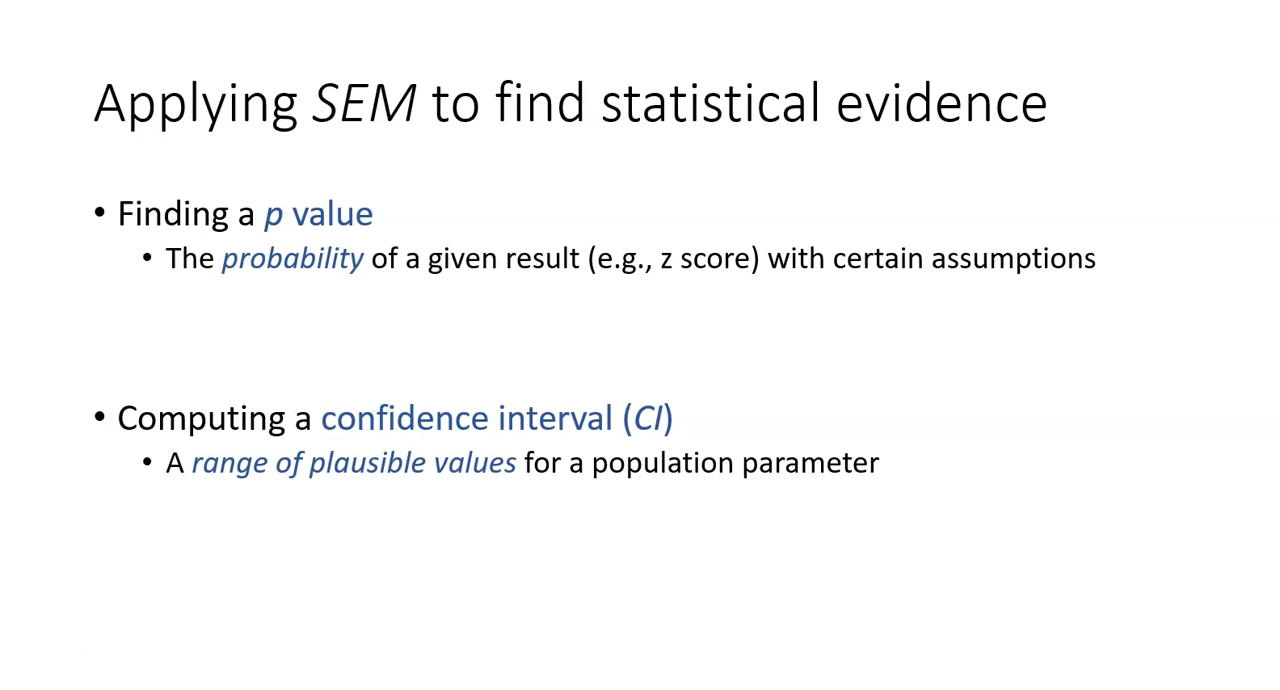 Applying SEM to find statistical evidence
• Finding a p value
• The probability of a given result (e.g., z score) with certain assumptions
• Computing a confidence interval (CI)
• A range of plausible values for a population parameter